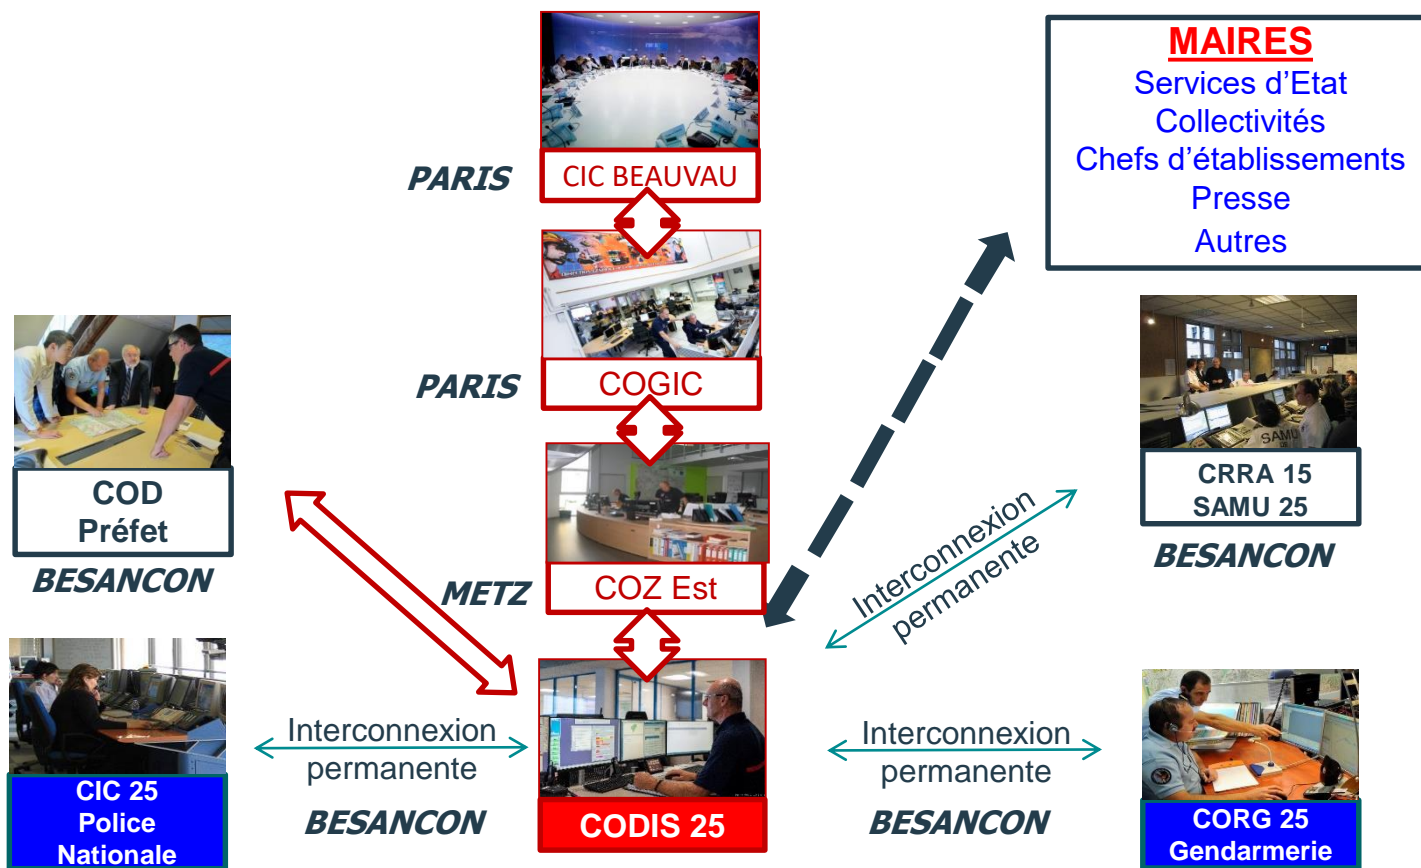 MAIRES
Services d'Etat
Collectivités
Chefs d'établissements
Presse
Autres
PARIS
CIC BEAUVAU
PARIS
COGIC
COD
Préfet
BESANCON
METZ
COZ Est
Interconnexion
permanente
SAMU
CRRA 15
SAMU 25
BESANCON
Interconnexion
permanente
BESANCON
Interconnexion
permanente
BESANCON
CIC 25
Police
Nationale
CODIS 25
CORG 25
Gendarmerie